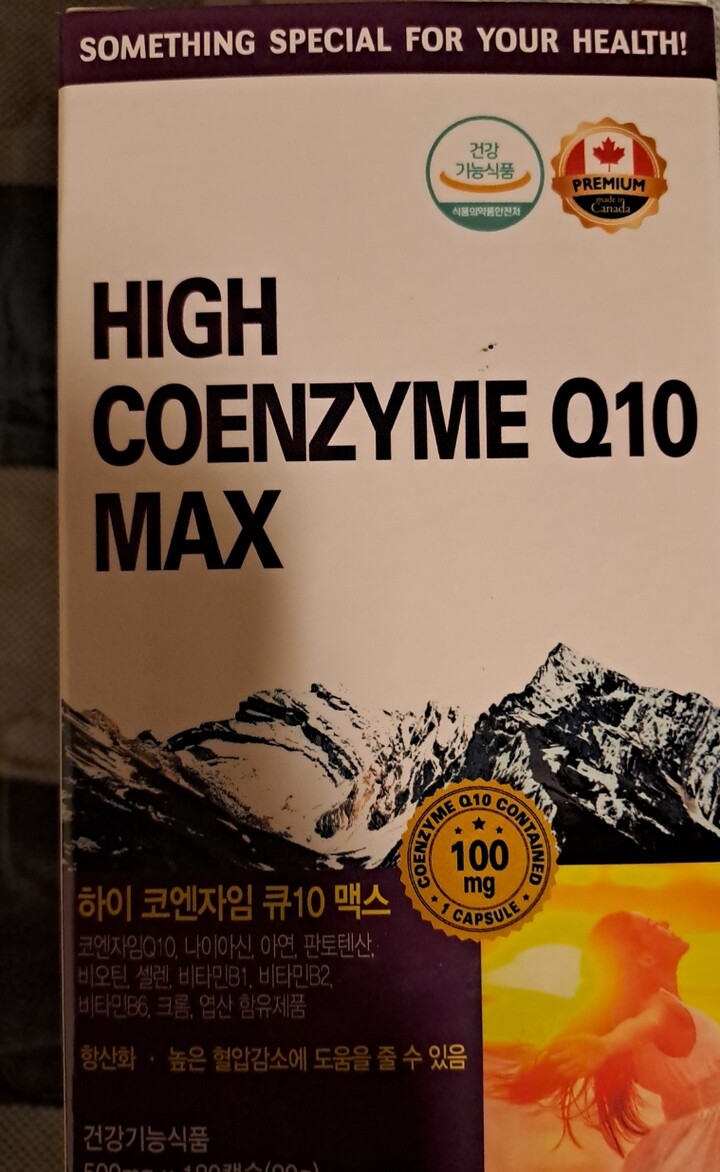 SOMETHING SPECIAL FOR YOUR HEALTH!
건강
기능식품
식품의약품안전처
PREMIUM
made in
Canada
HIGH
COENZYME Q10
MAX
COENZYME Q10 CONTAINED
100
mg
1 CAPSULE
하이 코엔자임 큐10 맥스
코엔자임Q10, 나이아신, 아연, 판토텐산,
비오틴, 셀렌, 비타민B1, 비타민B2,
비타민B6, 크롬, 엽산 함유제품
항산화 · 높은 혈압감소에 도움을 줄 수 있음
건강기능식품